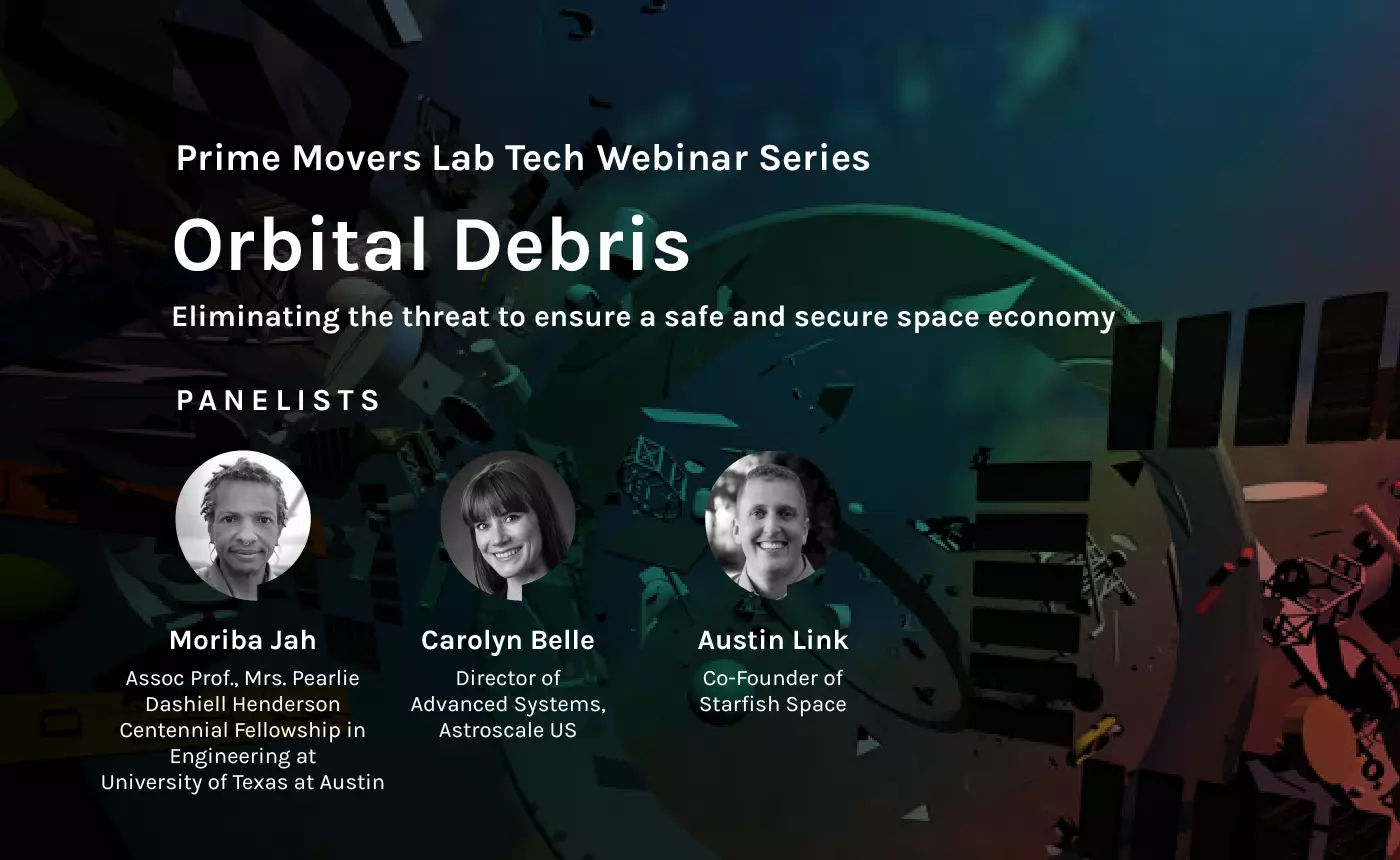 Prime Movers Lab Tech Webinar Series
Orbital Debris
Eliminating the threat to ensure a safe and secure space economy
PANELISTS
Moriba Jah
Assoc Prof., Mrs. Pearlie
Dashiell Henderson
Centennial Fellowship in
Engineering at
University of Texas at Austin
Carolyn Belle
Director of
Advanced Systems,
Astroscale US
Austin Link
Co-Founder of
Starfish Space